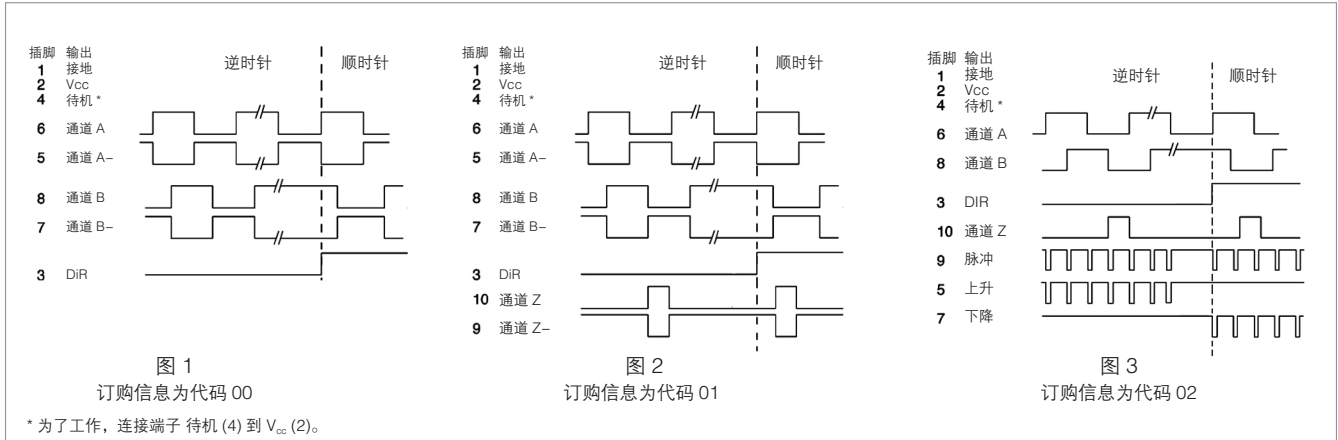 插脚 输出
1 接地
2 Vcc
4 待机 *
6 通道 A
5 通道 A−
8 通道 B
7 通道 B−
3 DiR
逆时针
顺时针
图 1
订购信息为代码 00
插脚 输出
1 接地
2 Vcc
4 待机 *
6 通道 A
5 通道 A−
8 通道 B
7 通道 B−
3 DiR
10 通道 Z
9 通道 Z−
逆时针
顺时针
图 2
订购信息为代码 01
插脚 输出
1 接地
2 Vcc
4 待机 *
6 通道 A
8 通道 B
3 DIR
10 通道 Z
9 脉冲
5 上升
7 下降
逆时针
顺时针
图 3
订购信息为代码 02
* 为了工作，连接端子 待机 (4) 到 Vcc (2)。